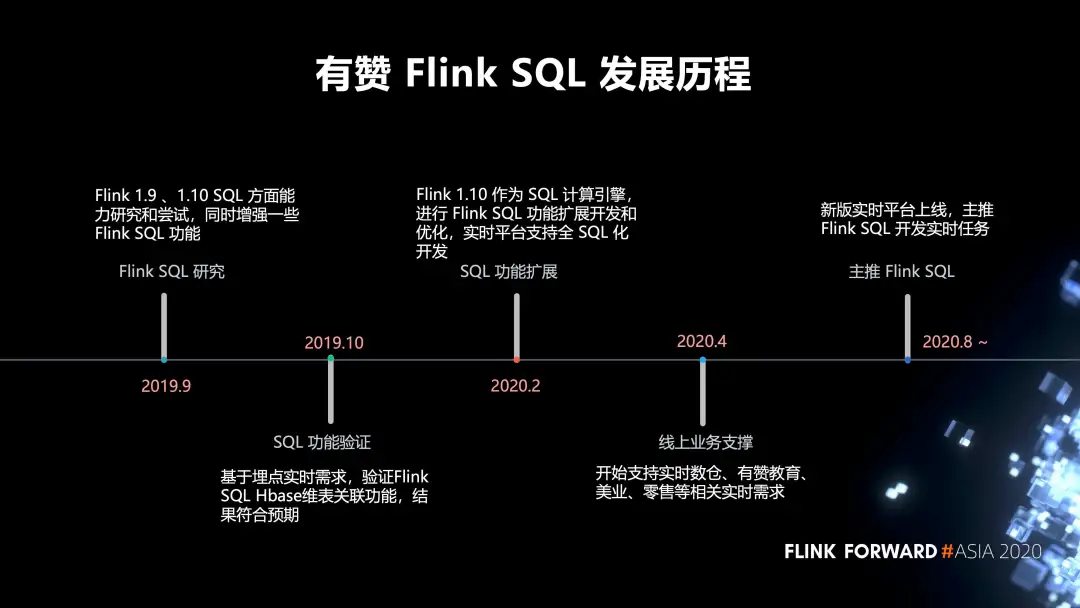 有赞 Flink SQL 发展历程
Flink 1.9 、1.10 SQL 方面能
力研究和尝试，同时增强一些
Flink SQL 功能
Flink SQL 研究
2019.9
2019.10
SQL 功能验证
基于埋点实时需求，验证Flink
SQL Hbase维表关联功能，结
果符合预期
Flink 1.10 作为 SQL 计算引擎，
进行 Flink SQL 功能扩展开发和
优化，实时平台支持全 SQL 化
开发
SQL 功能扩展
2020.2
2020.4
线上业务支撑
开始支持实时数仓、有赞教育、
美业、零售等相关实时需求
新版实时平台上线，主推
Flink SQL 开发实时任务
主推 Flink SQL
2020.8 ~
FLINK FORWARD #ASIA 2020